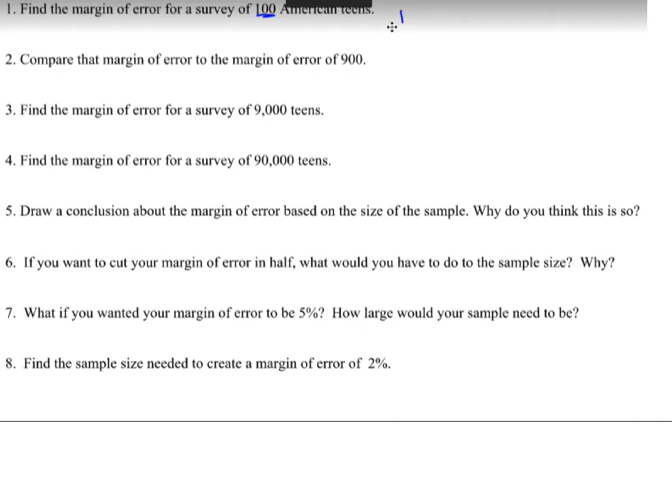 1. Find the margin of error for a survey of 100 American teens.
2. Compare that margin of error to the margin of error of 900.
3. Find the margin of error for a survey of 9,000 teens.
4. Find the margin of error for a survey of 90,000 teens.
5. Draw a conclusion about the margin of error based on the size of the sample. Why do you think this is so?
6. If you want to cut your margin of error in half, what would you have to do to the sample size? Why?
7. What if you wanted your margin of error to be 5%? How large would your sample need to be?
8. Find the sample size needed to create a margin of error of 2%.